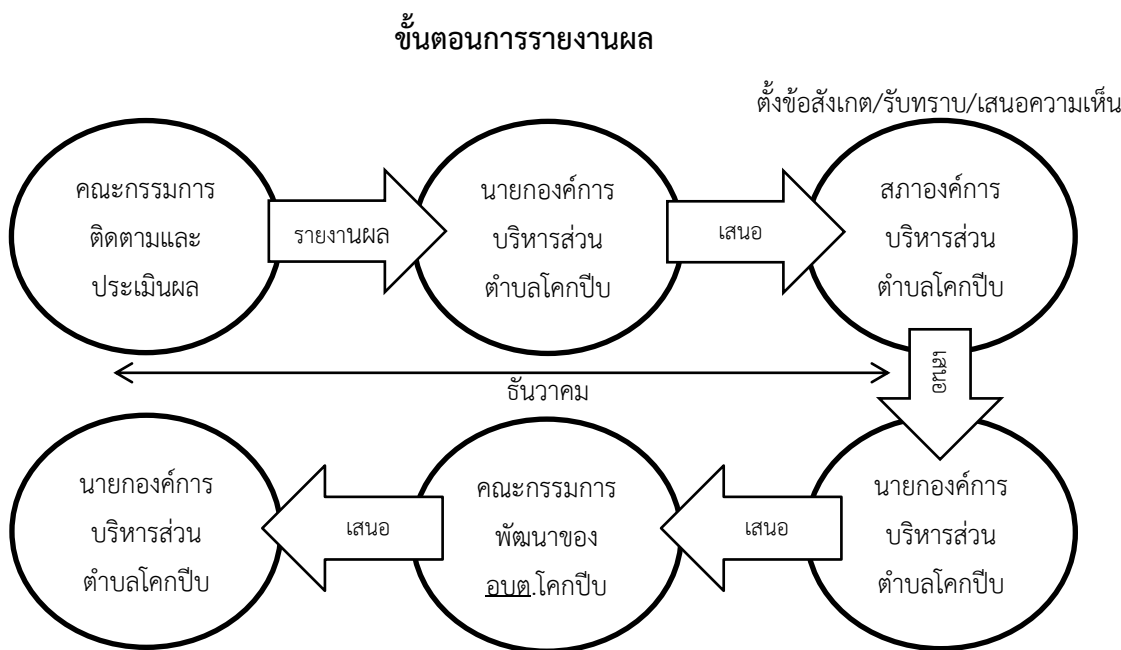 ขั้นตอนการรายงานผล
ตั้งข้อสังเกต/รับทราบ/เสนอความเห็น
คณะกรรมการ
ติดตามและ
ประเมินผล
รายงานผล
นายกองค์การ
บริหารส่วน
ตำบลโคกปีบ
เสนอ
สภาองค์การ
บริหารส่วน
ตำบลโคกปีบ
เสนอ
ธันวาคม
นายกองค์การ
บริหารส่วน
ตำบลโคกปีบ
เสนอ
คณะกรรมการ
พัฒนาของ
อบต.โคกปีบ
เสนอ
นายกองค์การ
บริหารส่วน
ตำบลโคกปีบ